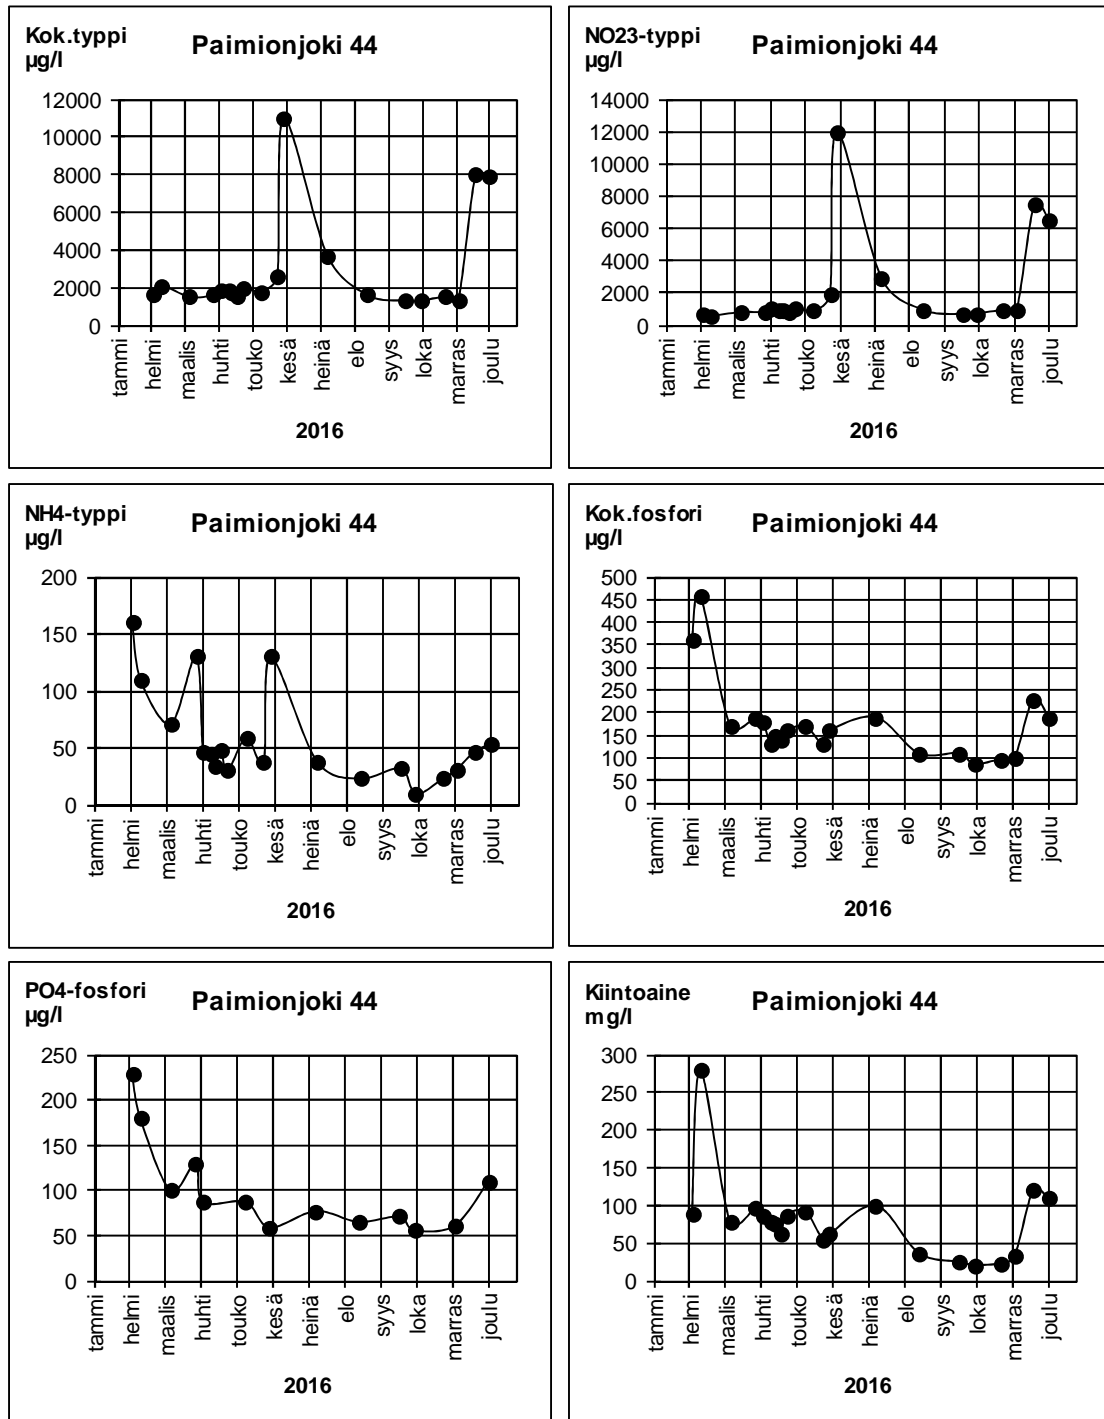 Kok.typpi
µg/l
Paimionjoki 44
12000
10000
8000
6000
4000
2000
0
tammi
helmi
maalis
huhti
touko
kesä
heinä
elo
syys
loka
marras
joulu
2016
NO23-typpi
µg/l
Paimionjoki 44
14000
12000
10000
8000
6000
4000
2000
0
tammi
helmi
maalis
huhti
touko
kesä
heinä
elo
syys
loka
marras
joulu
2016
NH4-typpi
µg/l
Paimionjoki 44
200
150
100
50
0
tammi
helmi
maalis
huhti
touko
kesä
heinä
elo
syys
loka
marras
joulu
2016
Kok.fosfori
µg/l
Paimionjoki 44
500
450
400
350
300
250
200
150
100
50
0
tammi
helmi
maalis
huhti
touko
kesä
heinä
elo
syys
loka
marras
joulu
2016
PO4-fosfori
µg/l
Paimionjoki 44
250
200
150
100
50
0
tammi
helmi
maalis
huhti
touko
kesä
heinä
elo
syys
loka
marras
joulu
2016
Kiintoaine
mg/l
Paimionjoki 44
300
250
200
150
100
50
0
tammi
helmi
maalis
huhti
touko
kesä
heinä
elo
syys
loka
marras
joulu
2016